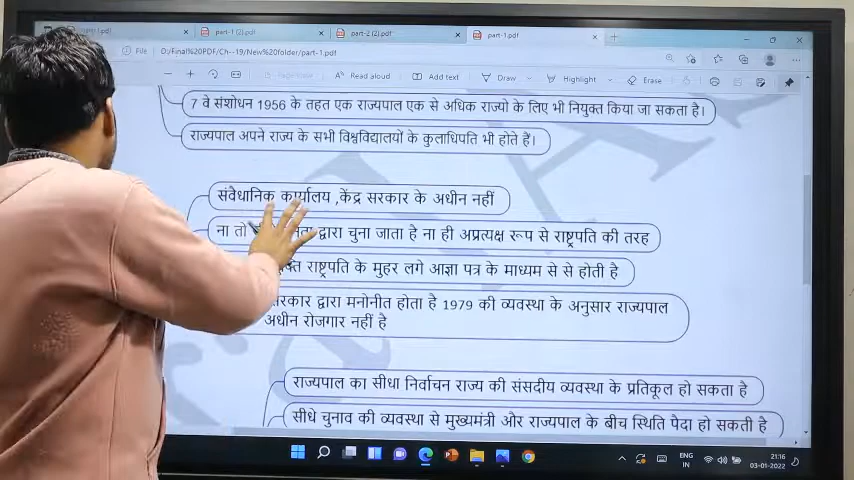 part-1 (2).pdf
part-2 (2).pdf
part-1.pdf
File D:/Final%20PDF/Ch--19/New%20folder/part-1.pdf
Read aloud Add text Draw Highlight Erase
7 वे संशोधन 1956 के तहत एक राज्यपाल एक से अधिक राज्यो के लिए भी नियुक्त किया जा सकता है।
राज्यपाल अपने राज्य के सभी विश्वविद्यालयों के कुलाधिपति भी होते हैं।
संवैधानिक कार्यालय ,केंद्र सरकार के अधीन नहीं
ना तो द्वारा चुना जाता है ना ही अप्रत्यक्ष रूप से राष्ट्रपति की तरह
राष्ट्रपति के मुहर लगे आज्ञा पत्र के माध्यम से से होती है
द्वारा मनोनीत होता है 1979 की व्यवस्था के अनुसार राज्यपाल
अधीन रोजगार नहीं है
राज्यपाल का सीधा निर्वाचन राज्य की संसदीय व्यवस्था के प्रतिकूल हो सकता है
सीधे चुनाव की व्यवस्था से मुख्यमंत्री और राज्यपाल के बीच स्थिति पैदा हो सकती है
ENG
IN
21:16
03-01-2022